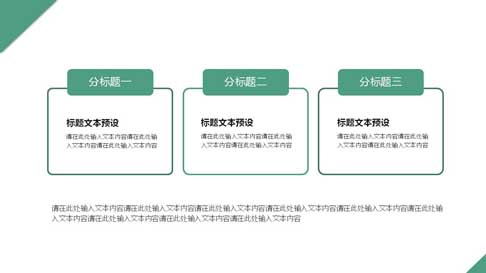 分标题一
分标题二
分标题三
标题文本预设
请在此处输入文本内容请在此处输
入文本内容请在此处输入文本内容
标题文本预设
请在此处输入文本内容请在此处输
入文本内容请在此处输入文本内容
标题文本预设
请在此处输入文本内容请在此处输
入文本内容请在此处输入文本内容
请在此处输入文本内容请在此处输入文本内容请在此处输入文本内容请在此处输入文本内容请在此处输入文本内容请在此处输
入文本内容请在此处输入文本内容请在此处输入文本内容请在此处输入文本内容